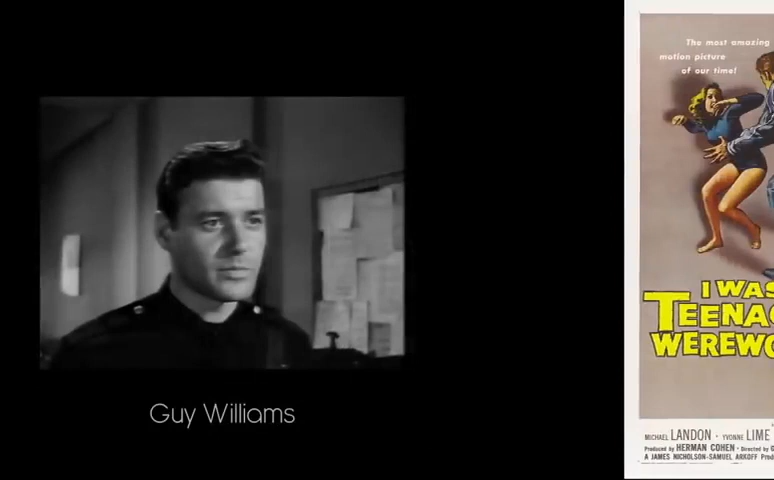 Guy Williams
The most amazing
motion picture
of our time!
I WAS
TEENAG
WEREWO
MICHAEL LANDON • YVONNE LIME
Produced by HERMAN COHEN • Directed by G
A JAMES NICHOLSON-SAMUEL ARKOFF Prod